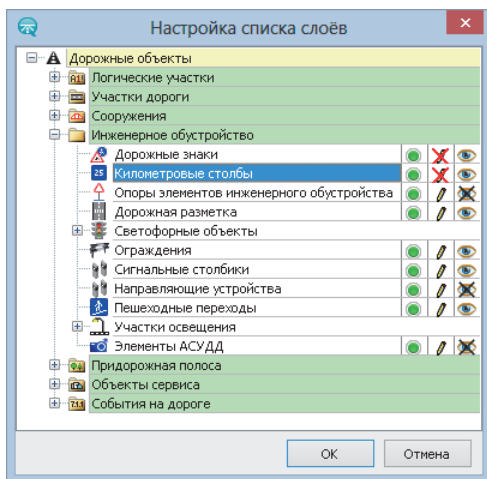 Настройка списка слоёв
Дорожные объекты
Логические участки
Участки дороги
Сооружения
Инженерное обустройство
Дорожные знаки
25 Километровые столбы
Опоры элементов инженерного обустройства
Дорожная разметка
Светофорные объекты
Ограждения
Сигнальные столбики
Направляющие устройства
Пешеходные переходы
Участки освещения
Элементы АСУДД
Придорожная полоса
Объекты сервиса
События на дороге
OK
Отмена